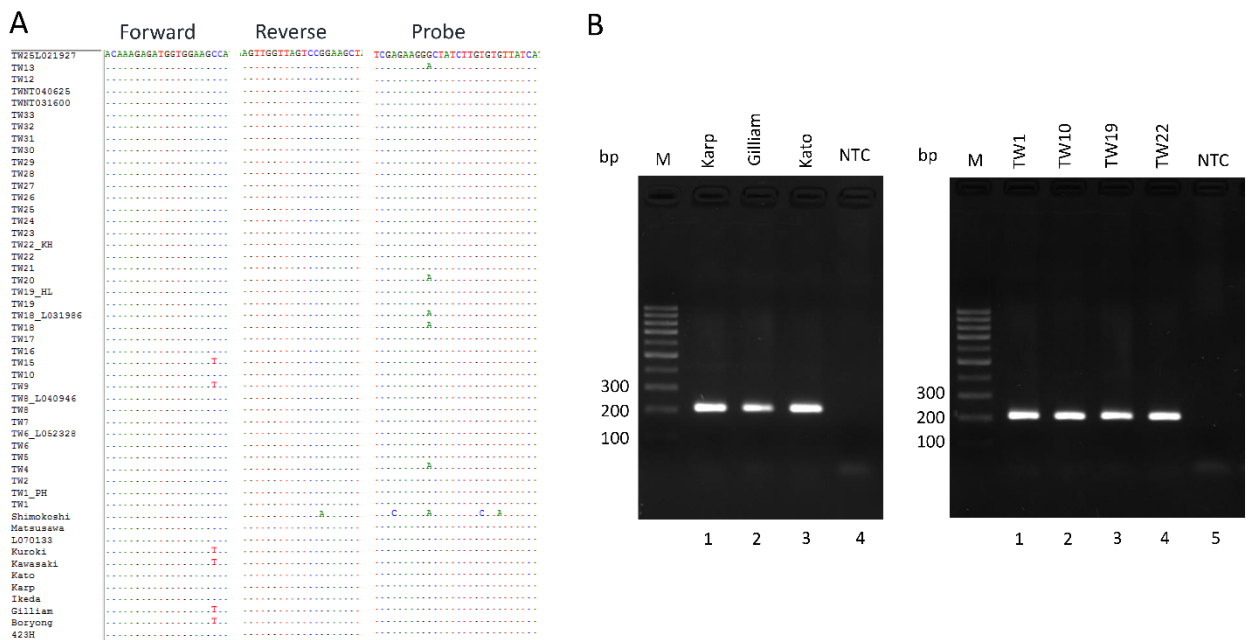 A
Forward Reverse Probe
TW25L021927 ACAAAGAGATGGTGGAAGCCA AAGTTGGTTAGTCCGGAAGCT TCGAGAAGGGCTATCTTGTGTGTTATCA
TW13 A
TW12
TWNT040625
TWNT031600
TW33
TW32
TW31
TW30
TW29
TW28
TW27
TW26
TW25
TW24
TW23
TW22_KH
TW22
TW21
TW20 A
TW19_HL
TW19
TW18_L031986 A
TW18 A
TW17
TW16
TW15 T
TW10
TW9 T
TW8_L040946
TW8
TW7
TW6_L052328
TW6
TW5
TW4 A
TW2
TW1_PH
TW1
Shimokoshi A C A C A
Matsusawa
L070133
Kuroki T
Kawasaki T
Kato
Karp
Ikeda
Gilliam T
Boryong T
423H
B
bp M Karp Gilliam Kato NTC
300
200
100
1 2 3 4
bp M TW1 TW10 TW19 TW22 NTC
300
200
100
1 2 3 4 5